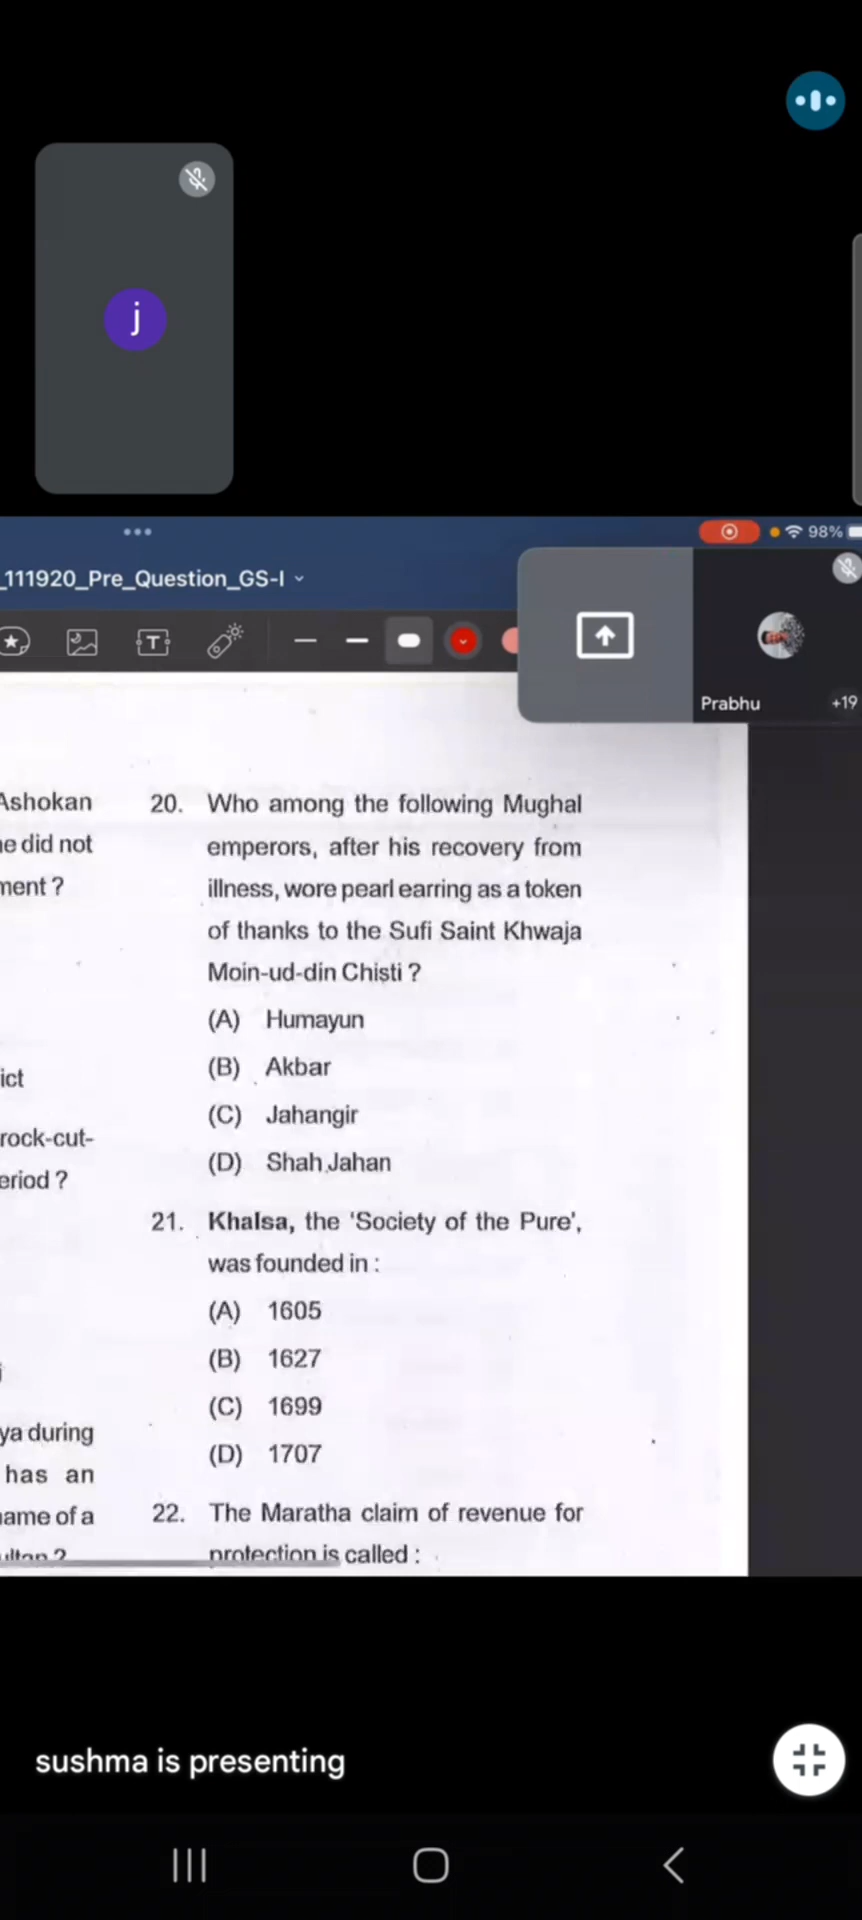 j
98%
_111920_Pre_Question_GS-I
T
Prabhu
+19
Ashokan
did not
ment ?
ict
rock-cut-
eriod ?
ya during
has an
ame of a
20. Who among the following Mughal
emperors, after his recovery from
illness, wore pearl earring as a token
of thanks to the Sufi Saint Khwaja
Moin-ud-din Chisti ?
(A) Humayun
(B) Akbar
(C) Jahangir
(D) Shah Jahan
21. Khalsa, the 'Society of the Pure',
was founded in :
(A) 1605
(B) 1627
(C) 1699
(D) 1707
22. The Maratha claim of revenue for
protection is called :
sushma is presenting